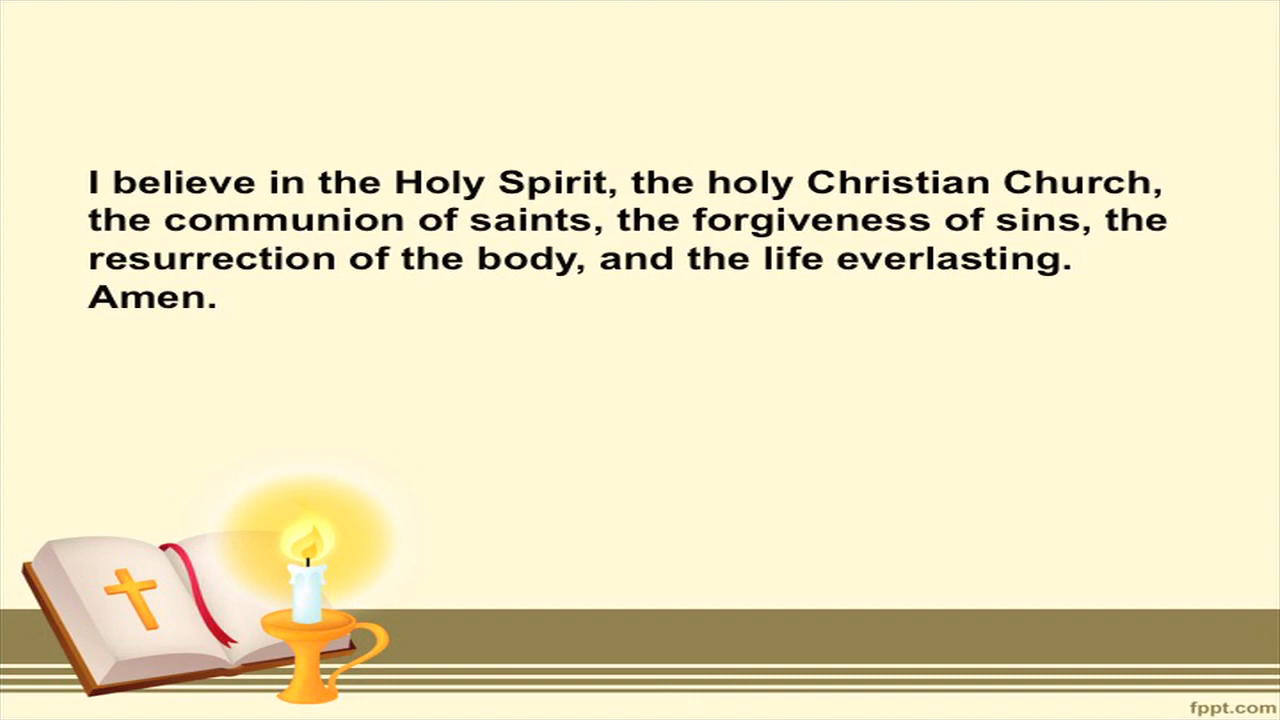 I believe in the Holy Spirit, the holy Christian Church,
the communion of saints, the forgiveness of sins, the
resurrection of the body, and the life everlasting.
Amen.
fppt.com